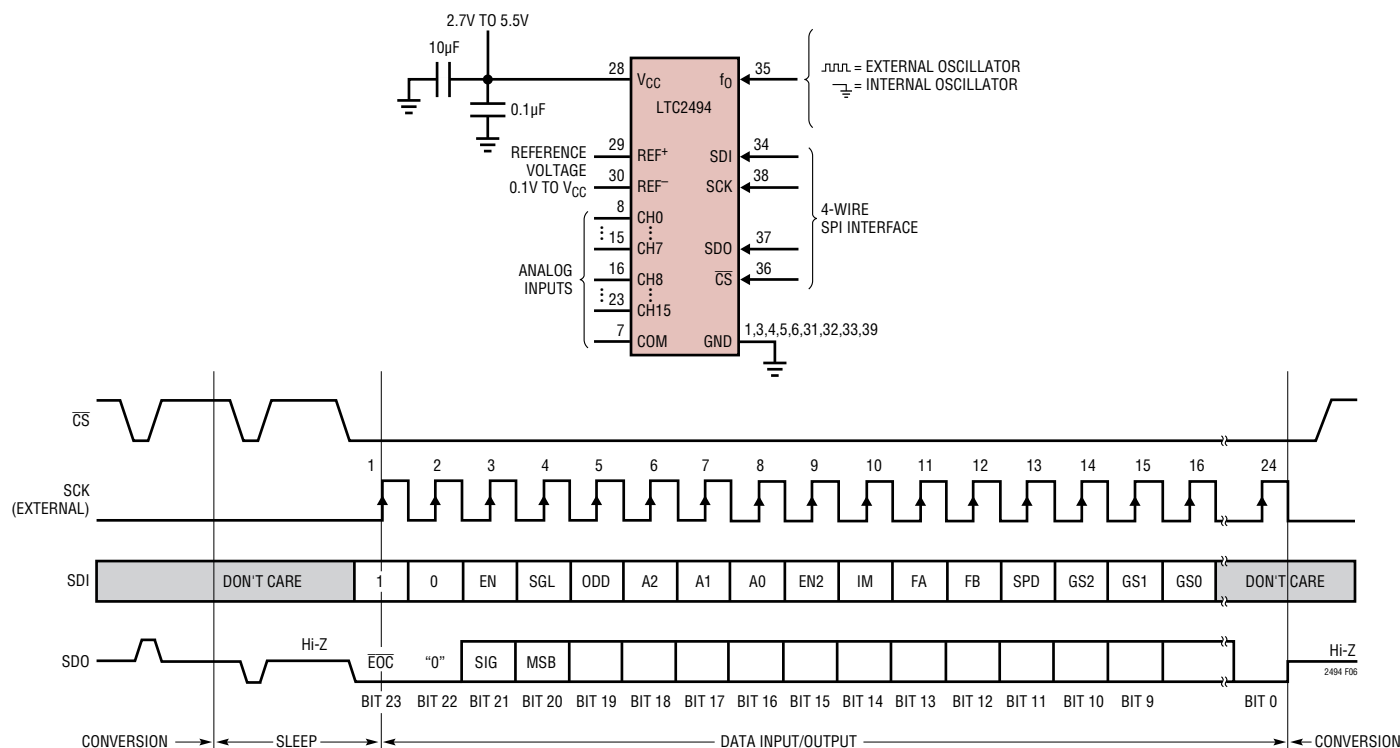 2.7V TO 5.5V
10µF
0.1µF
28
VCC
fO
35
= EXTERNAL OSCILLATOR
= INTERNAL OSCILLATOR
LTC2494
REFERENCE
VOLTAGE
0.1V TO VCC
29
REF+
30
REF–
SDI
34
SCK
38
4-WIRE
SPI INTERFACE
ANALOG
INPUTS
8
CH0
15
CH7
16
CH8
23
CH15
7
COM
SDO
37
CS
36
GND
1,3,4,5,6,31,32,33,39
CS
1 2 3 4 5 6 7 8 9 10 11 12 13 14 15 16 24
SCK
(EXTERNAL)
SDI DON'T CARE 1 0 EN SGL ODD A2 A1 A0 EN2 IM FA FB SPD GS2 GS1 GS0 DON'T CARE
SDO Hi-Z EOC "0" SIG MSB Hi-Z
2494 F06
BIT 23 BIT 22 BIT 21 BIT 20 BIT 19 BIT 18 BIT 17 BIT 16 BIT 15 BIT 14 BIT 13 BIT 12 BIT 11 BIT 10 BIT 9 BIT 0
CONVERSION SLEEP DATA INPUT/OUTPUT CONVERSION